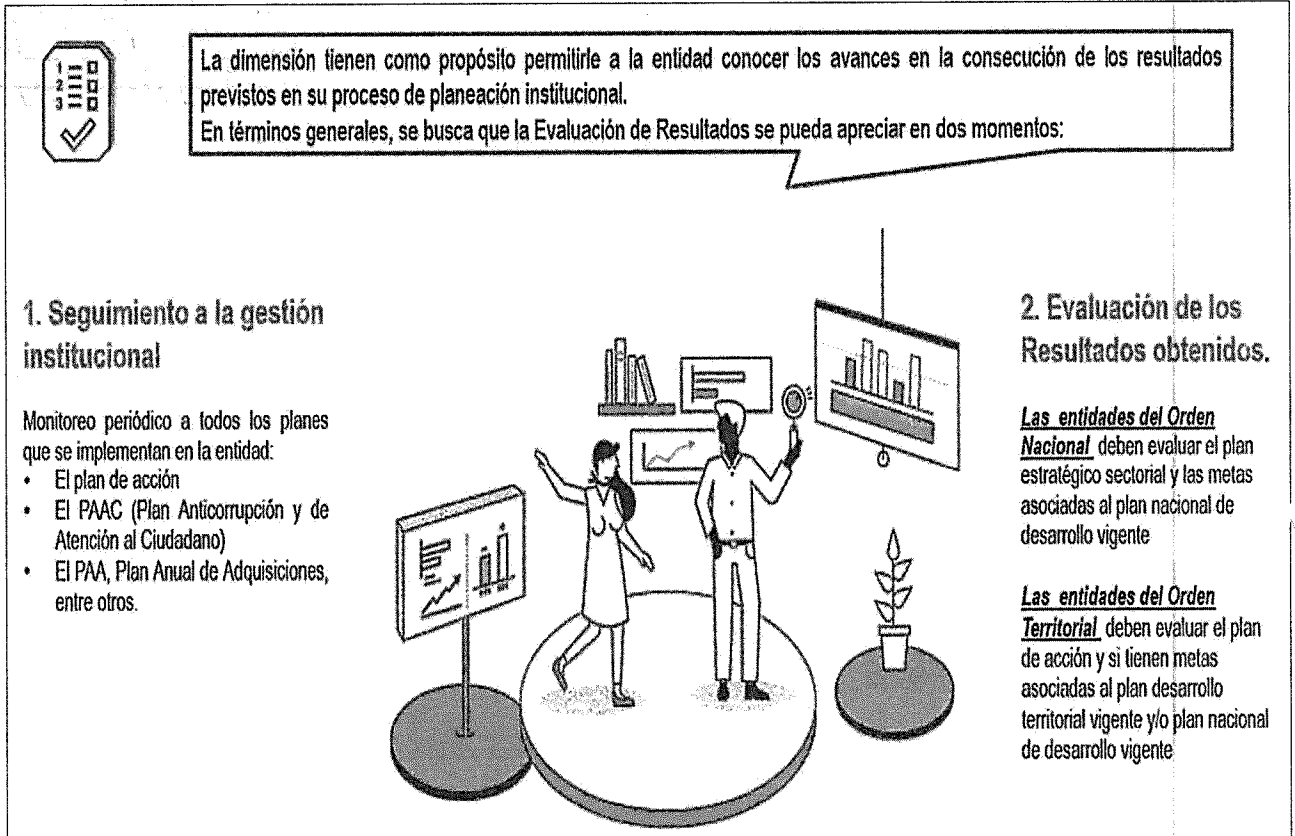 La dimensión tienen como propósito permitirle a la entidad conocer los avances en la consecución de los resultados
previstos en su proceso de planeación institucional.
En términos generales, se busca que la Evaluación de Resultados se pueda apreciar en dos momentos:
1
2
3
1. Seguimiento a la gestión
institucional
Monitoreo periódico a todos los planes
que se implementan en la entidad:
• El plan de acción
• El PAAC (Plan Anticorrupción y de
Atención al Ciudadano)
• El PAA, Plan Anual de Adquisiciones,
entre otros.
2. Evaluación de los
Resultados obtenidos.
Las entidades del Orden
Nacional deben evaluar el plan
estratégico sectorial y las metas
asociadas al plan nacional de
desarrollo vigente
Las entidades del Orden
Territorial deben evaluar el plan
de acción y si tienen metas
asociadas al plan desarrollo
territorial vigente y/o plan nacional
de desarrollo vigente